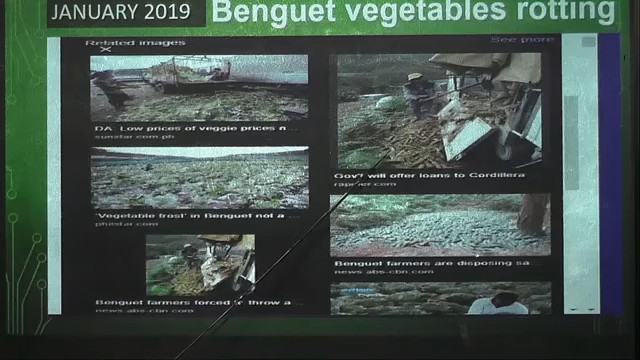 JANUARY 2019
Benguet vegetables rotting
Related images
See more
DA: Low prices of veggie prices n...
sunstar.com.ph
Gov't will offer loans to Cordillera
rappler.com
'Vegetable frost' in Benguet not a ...
philstar.com
Benguet farmers are disposing sa...
news.abs-cbn.com
Benguet farmers forced to throw a...
news.abs-cbn.com